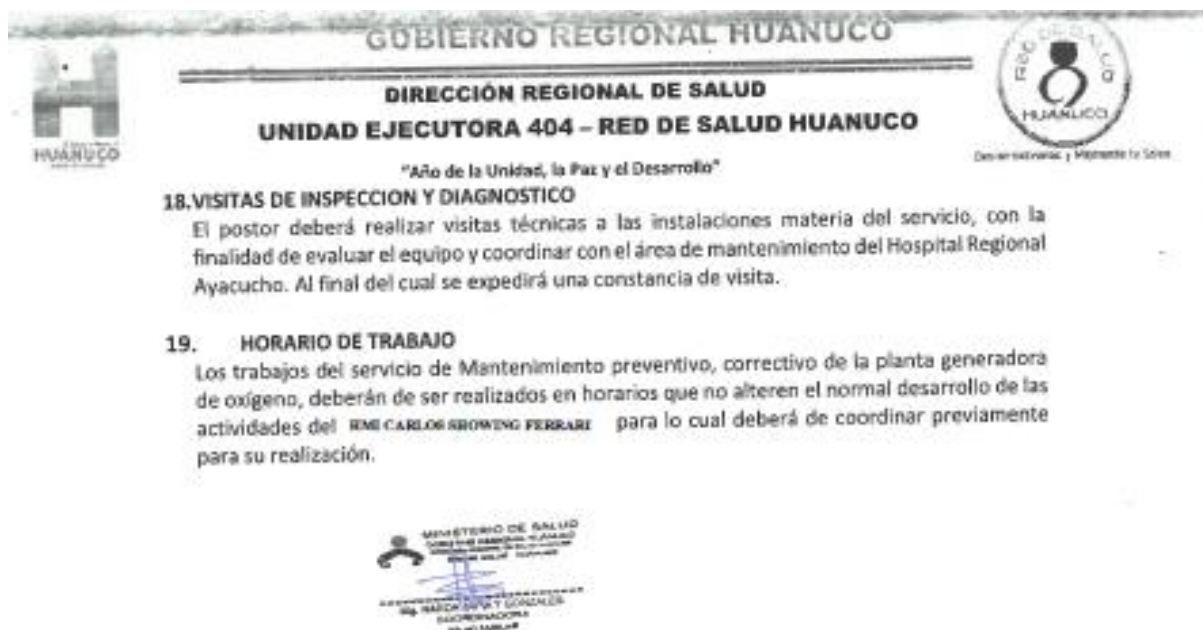 GOBIERNO REGIONAL HUANUCO
HUÁNUCO
RED DE SALUD
HUANUCO
DIRECCIÓN REGIONAL DE SALUD
UNIDAD EJECUTORA 404 – RED DE SALUD HUANUCO
"Año de la Unidad, la Paz y el Desarrollo"
18.VISITAS DE INSPECCION Y DIAGNOSTICO
El postor deberá realizar visitas técnicas a las instalaciones materia del servicio, con la
finalidad de evaluar el equipo y coordinar con el área de mantenimiento del Hospital Regional
Ayacucho. Al final del cual se expedirá una constancia de visita.
19. HORARIO DE TRABAJO
Los trabajos del servicio de Mantenimiento preventivo, correctivo de la planta generadora
de oxígeno, deberán de ser realizados en horarios que no alteren el normal desarrollo de las
actividades del HMI CARLOS SHOWING FERRARI para lo cual deberá de coordinar previamente
para su realización.
MINISTERIO DE SALUD
GONZALES
COORDINADORA